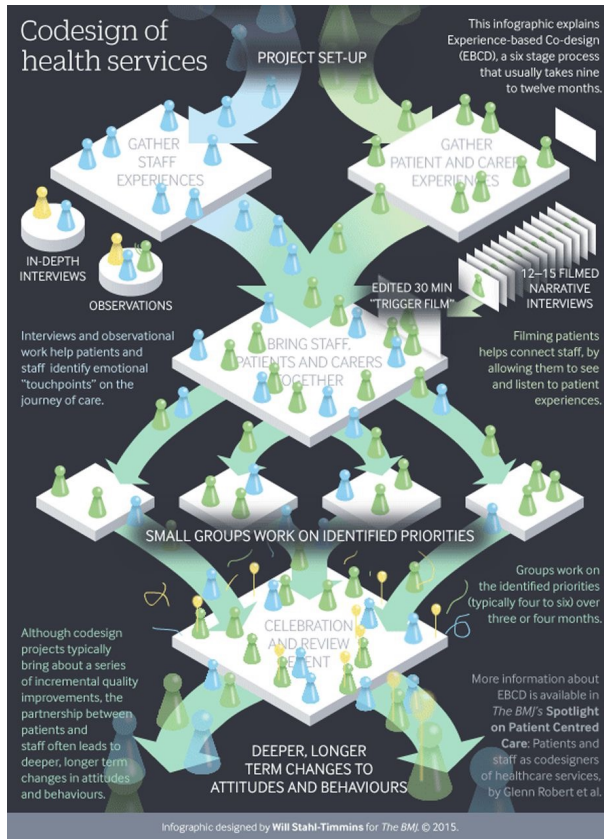 Codesign of
health services
PROJECT SET-UP
This infographic explains
Experience-based Co-design
(EBCD), a six stage process
that usually takes nine
to twelve months.
GATHER
STAFF
EXPERIENCES
GATHER
PATIENT AND CARER
EXPERIENCES
IN-DEPTH
INTERVIEWS
OBSERVATIONS
EDITED 30 MIN
“TRIGGER FILM”
12–15 FILMED
NARRATIVE
INTERVIEWS
Interviews and observational
work help patients and
staff identify emotional
“touchpoints” on the
journey of care.
BRING STAFF,
PATIENTS AND CARERS
TOGETHER
Filming patients
helps connect staff, by
allowing them to see
and listen to patient
experiences.
SMALL GROUPS WORK ON IDENTIFIED PRIORITIES
Groups work on
the identified priorities
(typically four to six) over
three or four months.
CELEBRATION
AND REVIEW
EVENT
Although codesign
projects typically
bring about a series
of incremental quality
improvements, the
partnership between
patients and
staff often leads to
deeper, longer term
changes in attitudes
and behaviours.
DEEPER, LONGER
TERM CHANGES TO
ATTITUDES AND BEHAVIOURS
More information about
EBCD is available in
The BMJ's Spotlight
on Patient Centred
Care: Patients and
staff as codesigners
of healthcare services,
by Glenn Robert et al.
Infographic designed by Will Stahl-Timmins for The BMJ. © 2015.